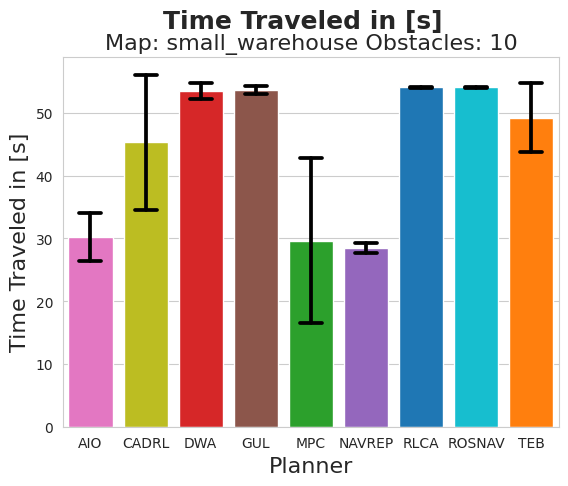 Time Traveled in [s]
Map: small_warehouse Obstacles: 10
Time Traveled in [s]
50
40
30
20
10
0
AIO CADRL DWA GUL MPC NAVREP RLCA ROSNAV TEB
Planner